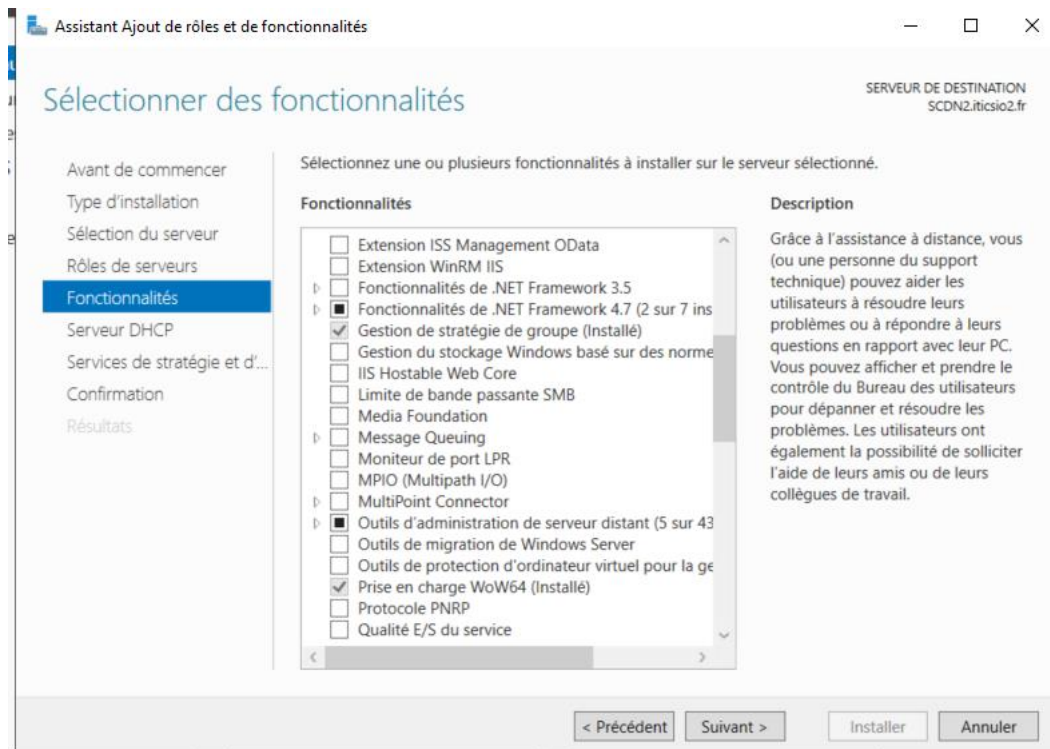 Assistant Ajout de rôles et de fonctionnalités
Sélectionner des fonctionnalités
SERVEUR DE DESTINATION
SCDN2.iticsio2.fr
Avant de commencer
Type d'installation
Sélection du serveur
Rôles de serveurs
Fonctionnalités
Serveur DHCP
Services de stratégie et d'...
Confirmation
Résultats
Sélectionnez une ou plusieurs fonctionnalités à installer sur le serveur sélectionné.
Fonctionnalités
Extension ISS Management OData
Extension WinRM IIS
Fonctionnalités de .NET Framework 3.5
Fonctionnalités de .NET Framework 4.7 (2 sur 7 ins
Gestion de stratégie de groupe (Installé)
Gestion du stockage Windows basé sur des norme
IIS Hostable Web Core
Limite de bande passante SMB
Media Foundation
Message Queuing
Moniteur de port LPR
MPIO (Multipath I/O)
MultiPoint Connector
Outils d'administration de serveur distant (5 sur 43
Outils de migration de Windows Server
Outils de protection d'ordinateur virtuel pour la ge
Prise en charge WoW64 (Installé)
Protocole PNRP
Qualité E/S du service
Description
Grâce à l'assistance à distance, vous
(ou une personne du support
technique) pouvez aider les
utilisateurs à résoudre leurs
problèmes ou à répondre à leurs
questions en rapport avec leur PC.
Vous pouvez afficher et prendre le
contrôle du Bureau des utilisateurs
pour dépanner et résoudre les
problèmes. Les utilisateurs ont
également la possibilité de solliciter
l'aide de leurs amis ou de leurs
collègues de travail.
< Précédent
Suivant >
Installer
Annuler